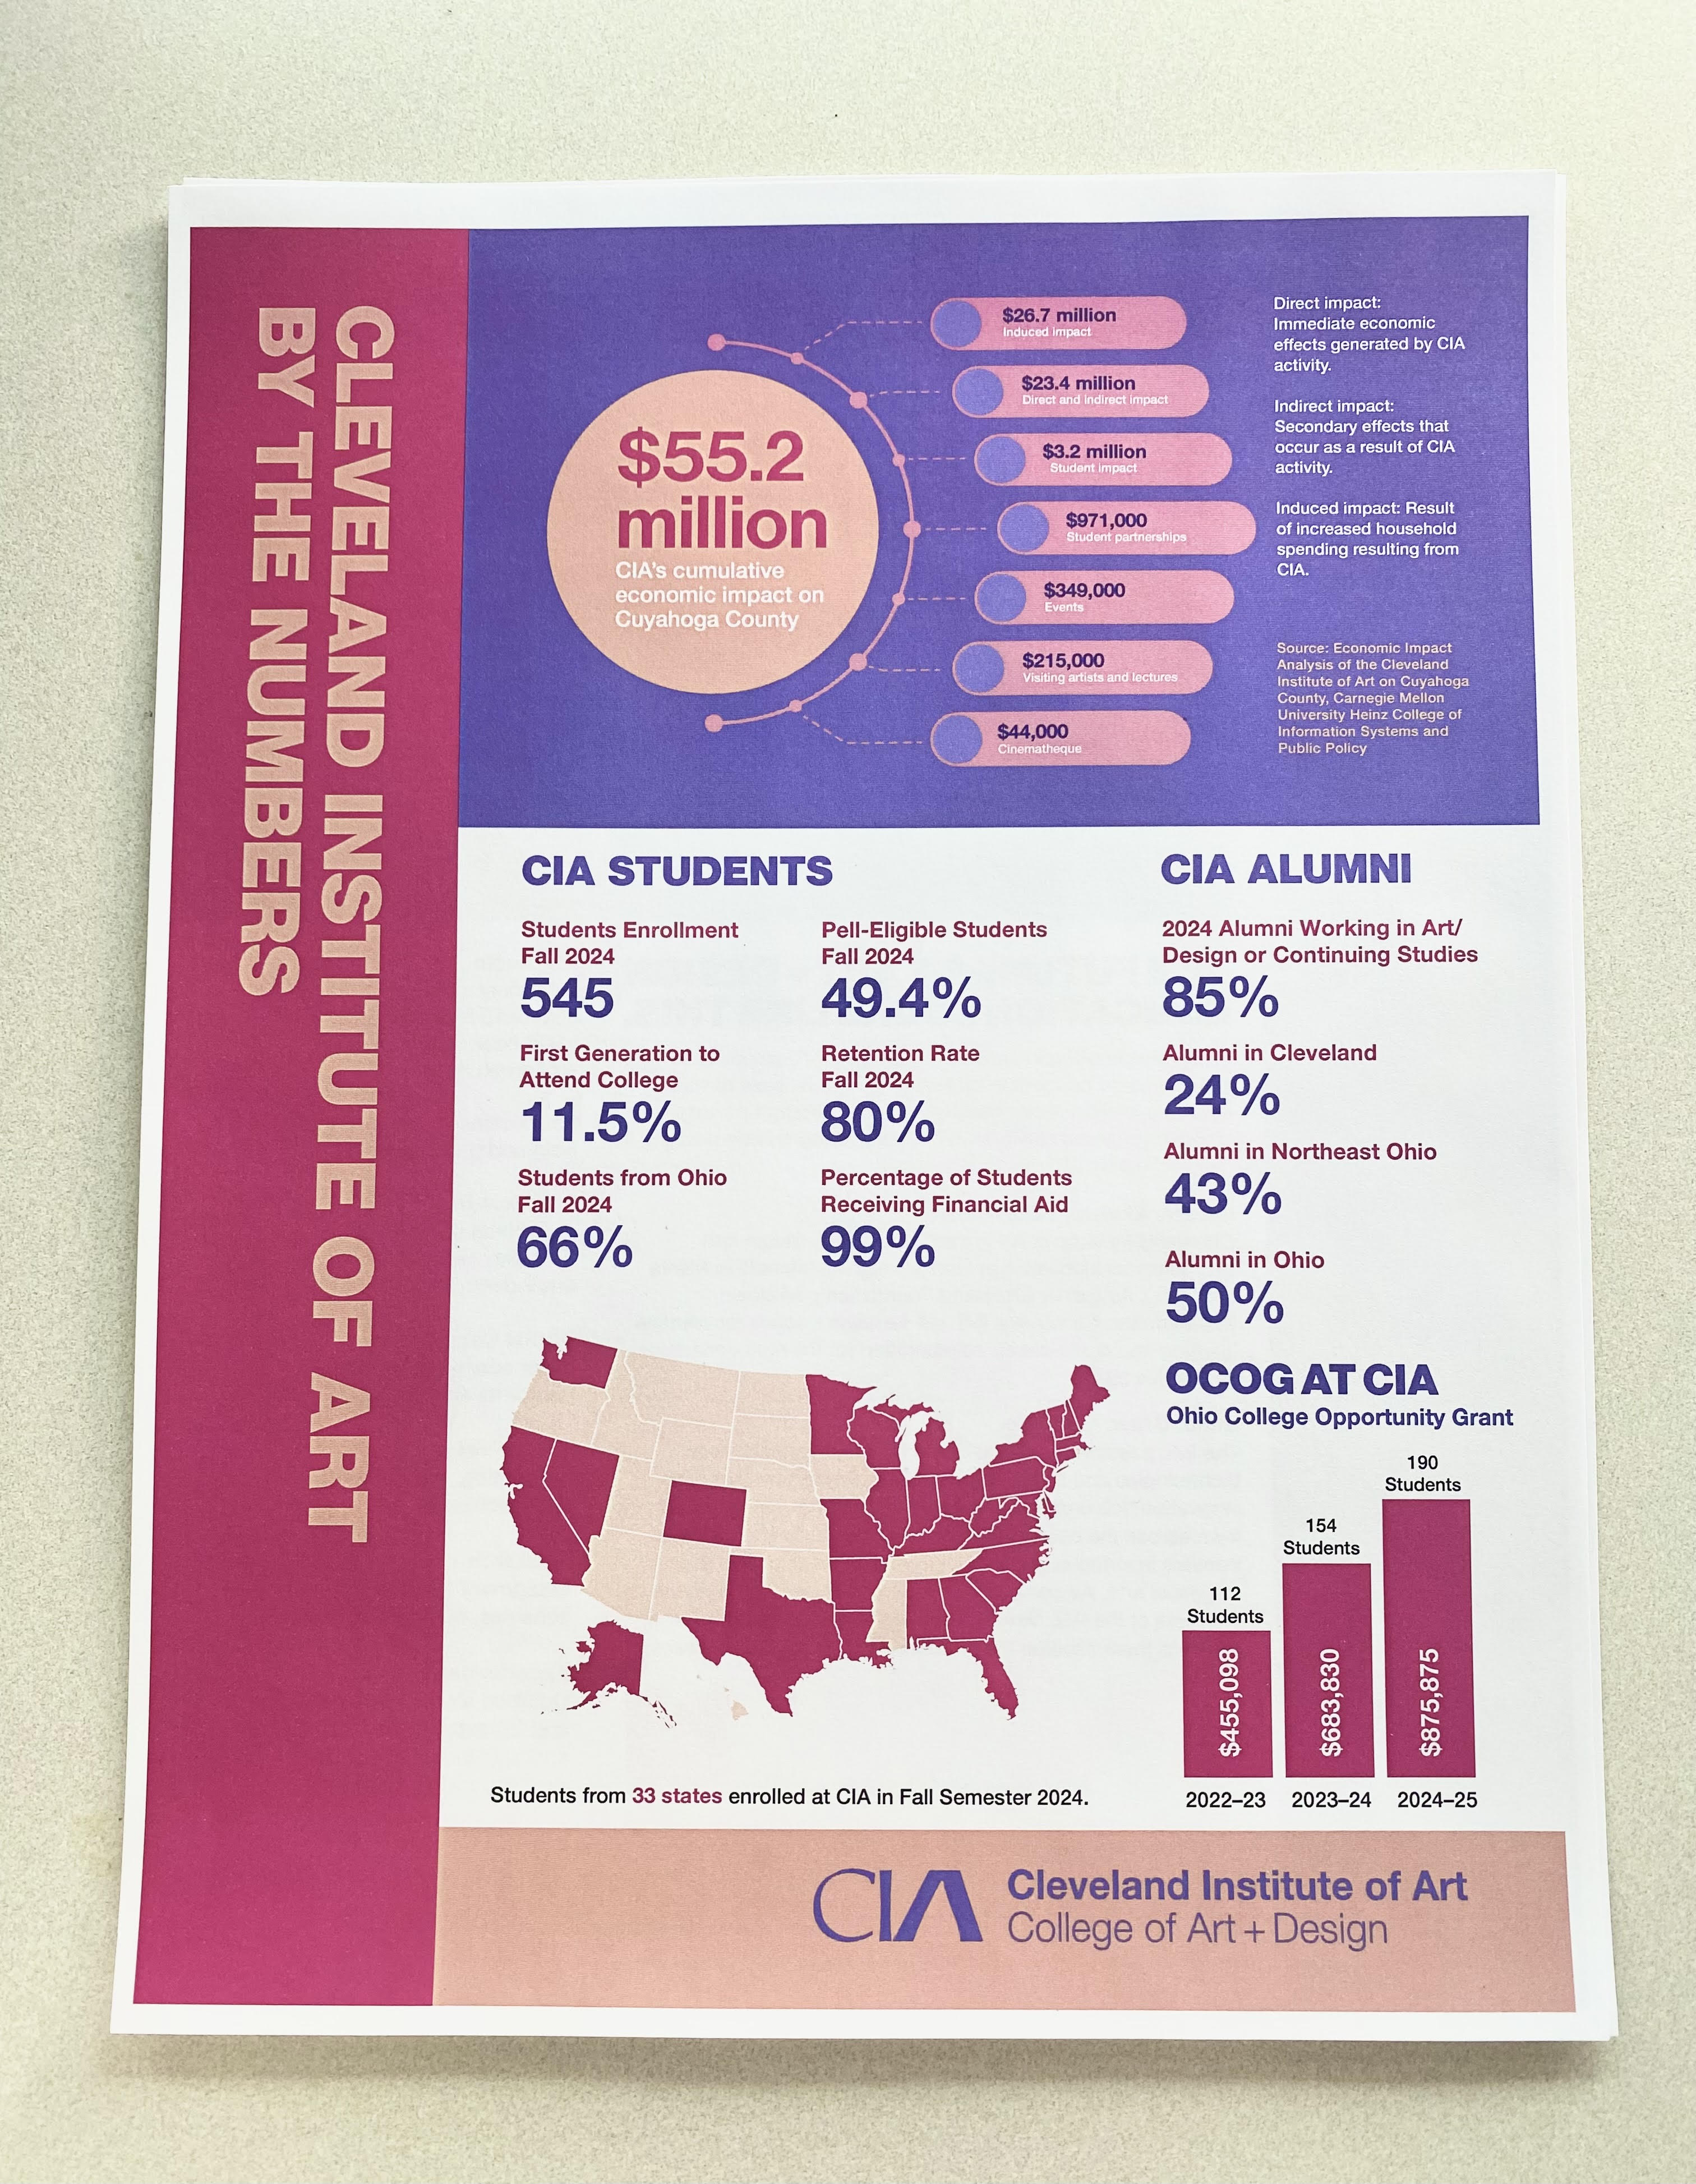 CLEVELAND INSTITUTE OF ART
BY THE NUMBERS
$55.2
million
CIA's cumulative
economic impact on
Cuyahoga County
$26.7 million
Induced impact
$23.4 million
Direct and indirect impact
$3.2 million
Student impact
$971,000
Student partnerships
$349,000
Events
$215,000
Visiting artists and lectures
$44,000
Cinematheque
Direct impact:
Immediate economic
effects generated by CIA
activity.
Indirect impact:
Secondary effects that
occur as a result of CIA
activity.
Induced impact: Result
of increased household
spending resulting from
CIA.
Source: Economic Impact
Analysis of the Cleveland
Institute of Art on Cuyahoga
County, Carnegie Mellon
University Heinz College of
Information Systems and
Public Policy
CIA STUDENTS
Students Enrollment
Fall 2024
545
First Generation to
Attend College
11.5%
Students from Ohio
Fall 2024
66%
Pell-Eligible Students
Fall 2024
49.4%
Retention Rate
Fall 2024
80%
Percentage of Students
Receiving Financial Aid
99%
CIA ALUMNI
2024 Alumni Working in Art/
Design or Continuing Studies
85%
Alumni in Cleveland
24%
Alumni in Northeast Ohio
43%
Alumni in Ohio
50%
Students from 33 states enrolled at CIA in Fall Semester 2024.
OCOG AT CIA
Ohio College Opportunity Grant
112
Students
$455,098
2022–23
154
Students
$683,830
2023–24
190
Students
$875,875
2024–25
CIA
Cleveland Institute of Art
College of Art + Design